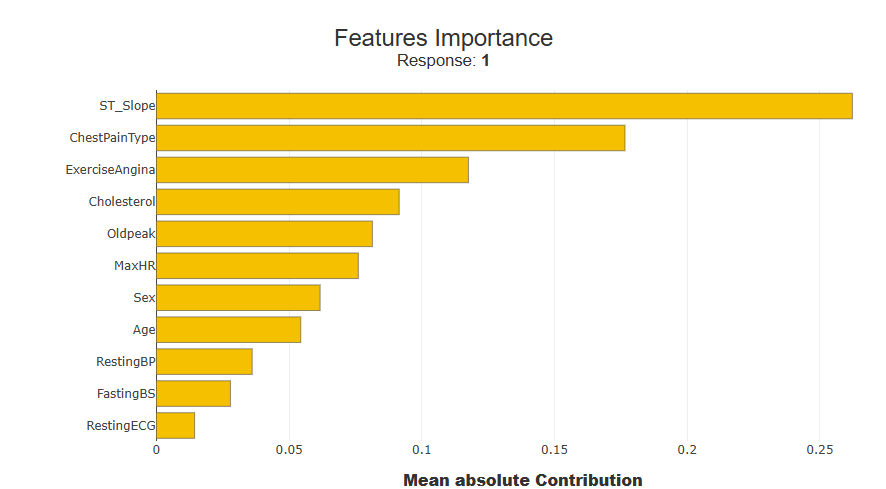 Features Importance
Response: 1
ST_Slope
ChestPainType
ExerciseAngina
Cholesterol
Oldpeak
MaxHR
Sex
Age
RestingBP
FastingBS
RestingECG
0 0.05 0.1 0.15 0.2 0.25
Mean absolute Contribution